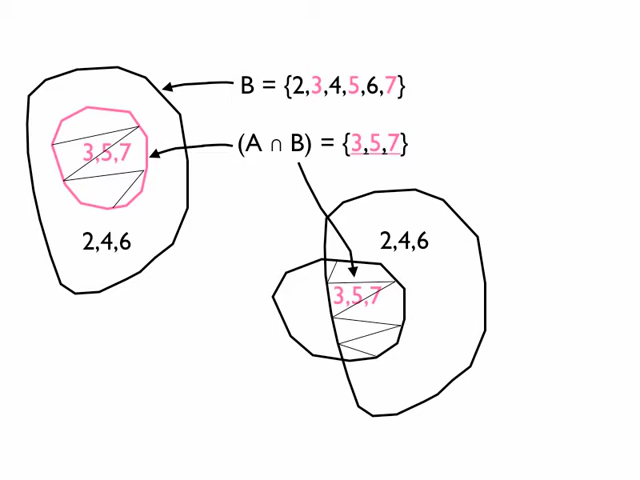 B = {2,3,4,5,6,7}
(A ∩ B) = {3,5,7}
3,5,7
2,4,6
2,4,6
3,5,7